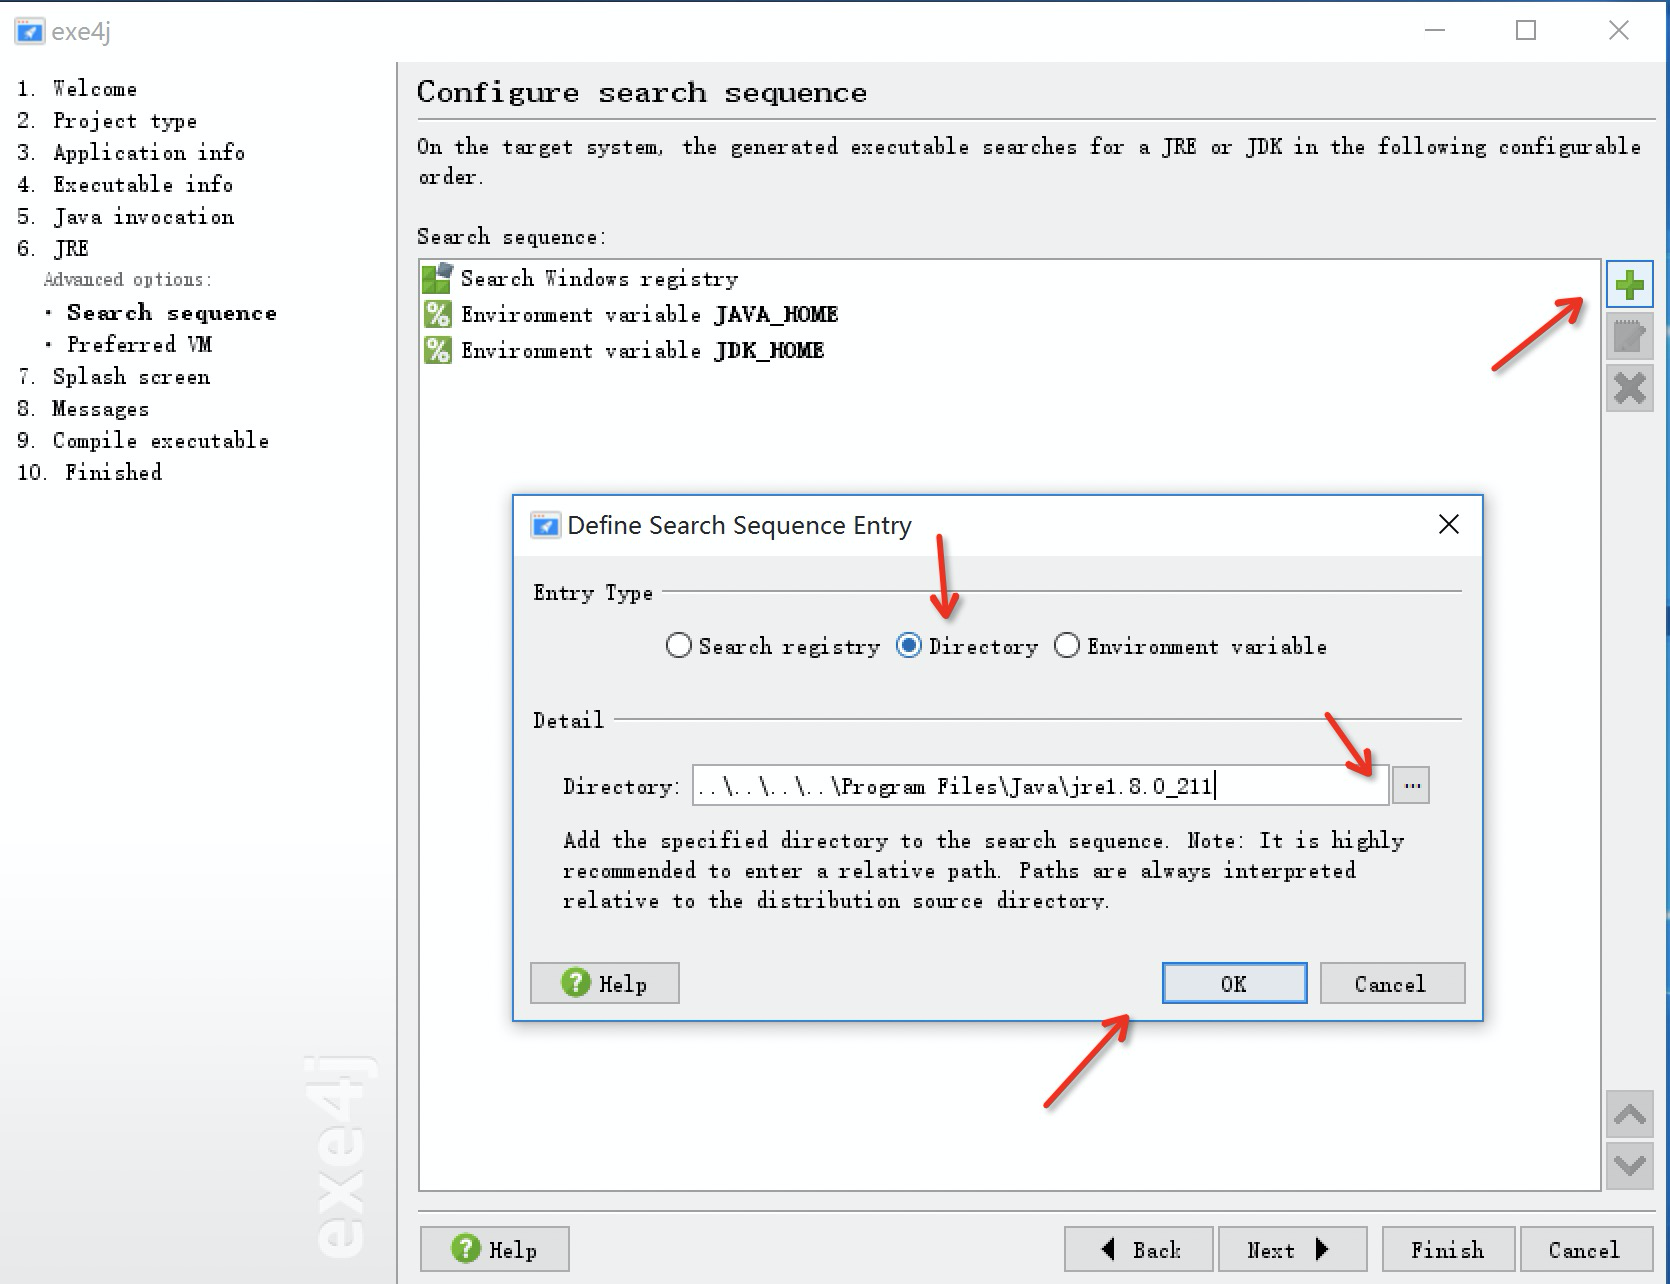 exe4j
1. Welcome
2. Project type
3. Application info
4. Executable info
5. Java invocation
6. JRE
Advanced options:
· Search sequence
· Preferred VM
7. Splash screen
8. Messages
9. Compile executable
10. Finished
exe4j
Configure search sequence
On the target system, the generated executable searches for a JRE or JDK in the following configurable
order.
Search sequence:
Search Windows registry
% Environment variable JAVA_HOME
% Environment variable JDK_HOME
Define Search Sequence Entry
Entry Type
Search registry Directory Environment variable
Detail
Directory: ..\..\..\..\Program Files\Java\jre1.8.0_211 ...
Add the specified directory to the search sequence. Note: It is highly
recommended to enter a relative path. Paths are always interpreted
relative to the distribution source directory.
? Help OK Cancel
? Help Back Next Finish Cancel